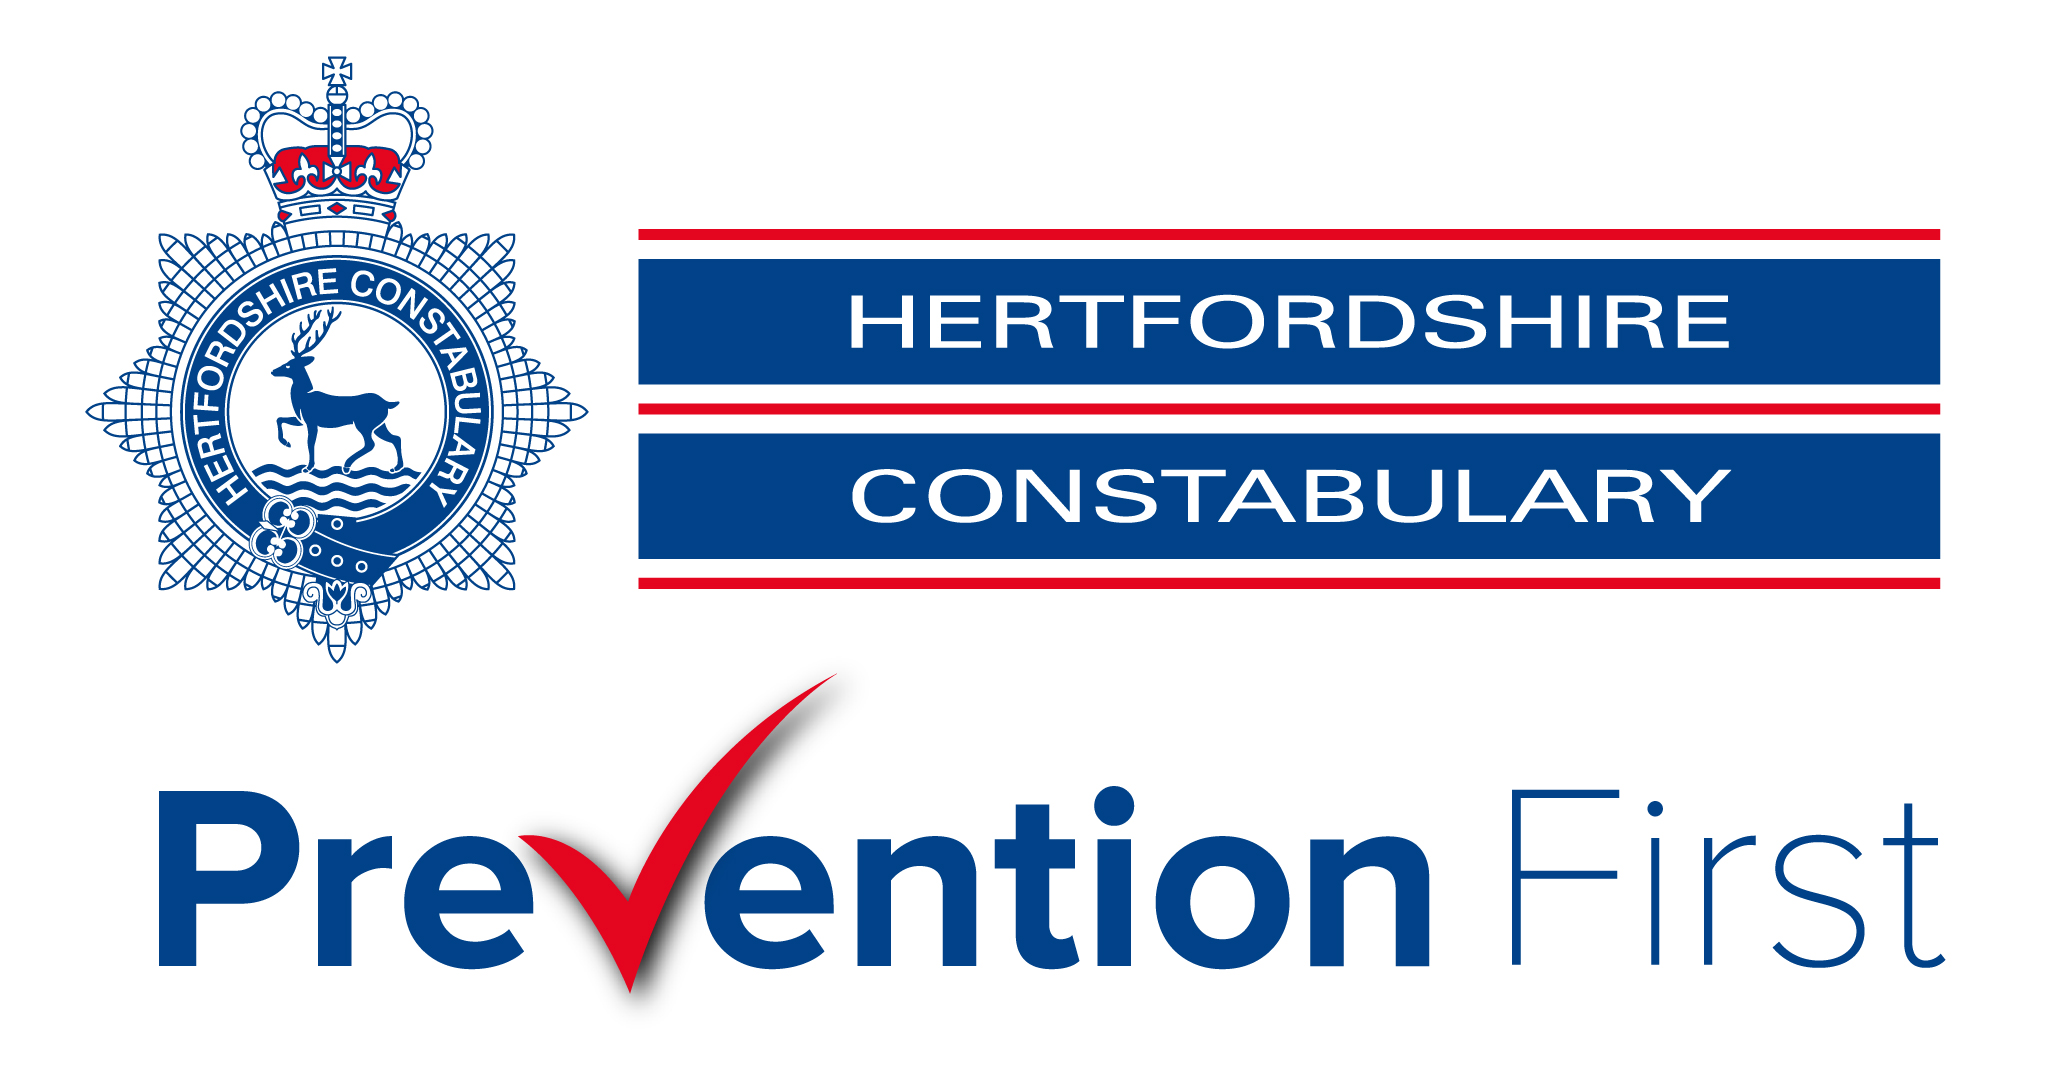 HERTFORDSHIRE CONSTABULARY
HERTFORDSHIRE
CONSTABULARY
Prevention First